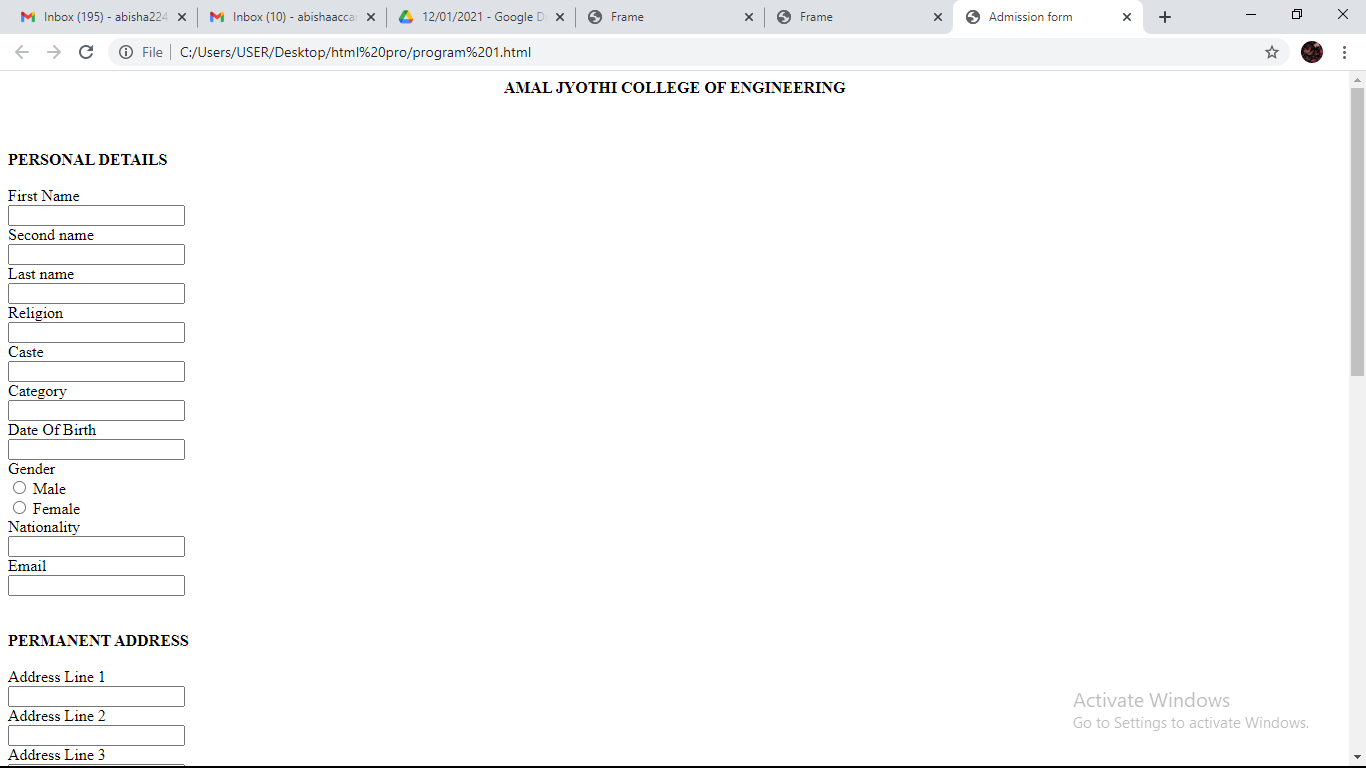 Inbox (195) - abisha224
Inbox (10) - abishaacca
12/01/2021 - Google D
Frame
Frame
Admission form
File
C:/Users/USER/Desktop/html%20pro/program%201.html
AMAL JYOTHI COLLEGE OF ENGINEERING
PERSONAL DETAILS
First Name
Second name
Last name
Religion
Caste
Category
Date Of Birth
Gender
Male
Female
Nationality
Email
PERMANENT ADDRESS
Address Line 1
Address Line 2
Address Line 3
Activate Windows
Go to Settings to activate Windows.